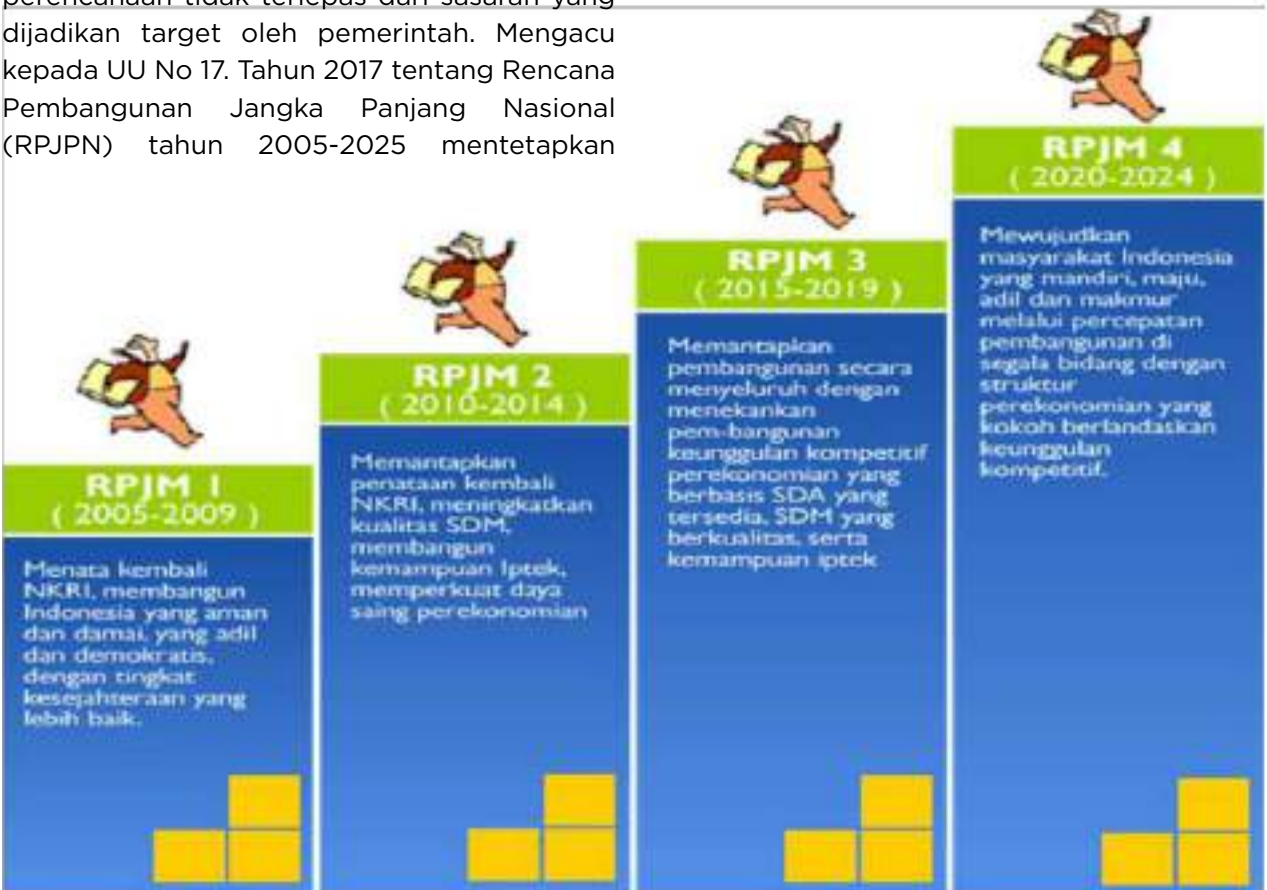 perencanaan tidak terlepas dari sasaran yang
dijadikan target oleh pemerintah. Mengacu
kepada UU No 17. Tahun 2017 tentang Rencana
Pembangunan Jangka Panjang Nasional
(RPJPN) tahun 2005-2025 mentetapkan
RPJM 1
( 2005-2009 )
Menata kembali
NKRI, membangun
Indonesia yang aman
dan damai, yang adil
dan demokratis,
dengan tingkat
kesejahteraan yang
lebih baik.
RPJM 2
( 2010-2014 )
Memantapkan
penataan kembali
NKRI, meningkatkan
kualitas SDM,
membangun
kemampuan Iptek,
memperkuat daya
saing perekonomian
RPJM 3
( 2015-2019 )
Memantapkan
pembangunan secara
menyeluruh dengan
menekankan
pem-bangunan
keunggulan kompetitif
perekonomian yang
berbasis SDA yang
tersedia, SDM yang
berkualitas, serta
kemampuan iptek
RPJM 4
( 2020-2024 )
Mewujudkan
masyarakat Indonesia
yang mandiri, maju,
adil dan makmur
melalui percepatan
pembangunan di
segala bidang dengan
struktur
perekonomian yang
kokoh berlandaskan
keunggulan
kompetitif.